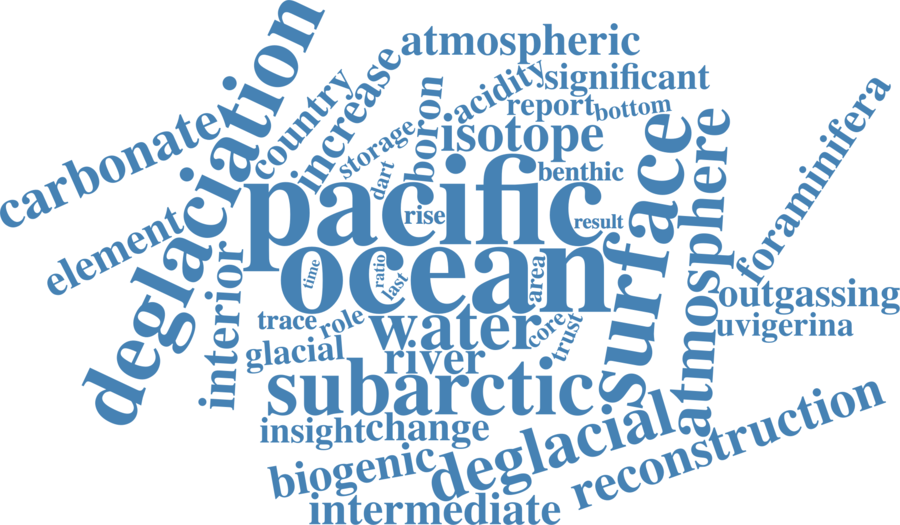 atmospheric
deglaciation
country
increase
acidity
significant
carbonate
storage
boron
report
bottom
isotope
foraminifera
dart
benthic
pacific
surface
atmosphere
rise
result
element
interior
ocean
time
ratio
last
area
outgassing
trace
role
water
core
trust
uvigerina
glacial
river
subarctic
insight
change
deglacial
reconstruction
biogenic
intermediate